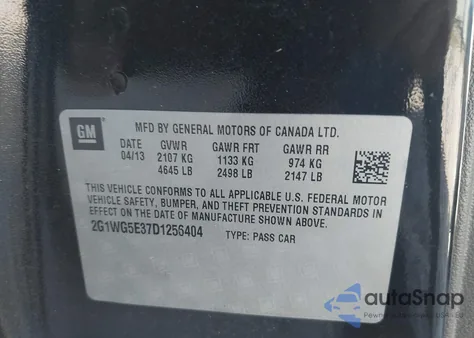 GM
MFD BY GENERAL MOTORS OF CANADA LTD.
DATE GVWR GAWR FRT GAWR RR
04/13 2107 KG 1133 KG 974 KG
4645 LB 2498 LB 2147 LB
THIS VEHICLE CONFORMS TO ALL APPLICABLE U.S. FEDERAL MOTOR
VEHICLE SAFETY, BUMPER, AND THEFT PREVENTION STANDARDS IN
EFFECT ON THE DATE OF MANUFACTURE SHOWN ABOVE.
2G1WG5E37D1256404 TYPE: PASS CAR
autoSnap